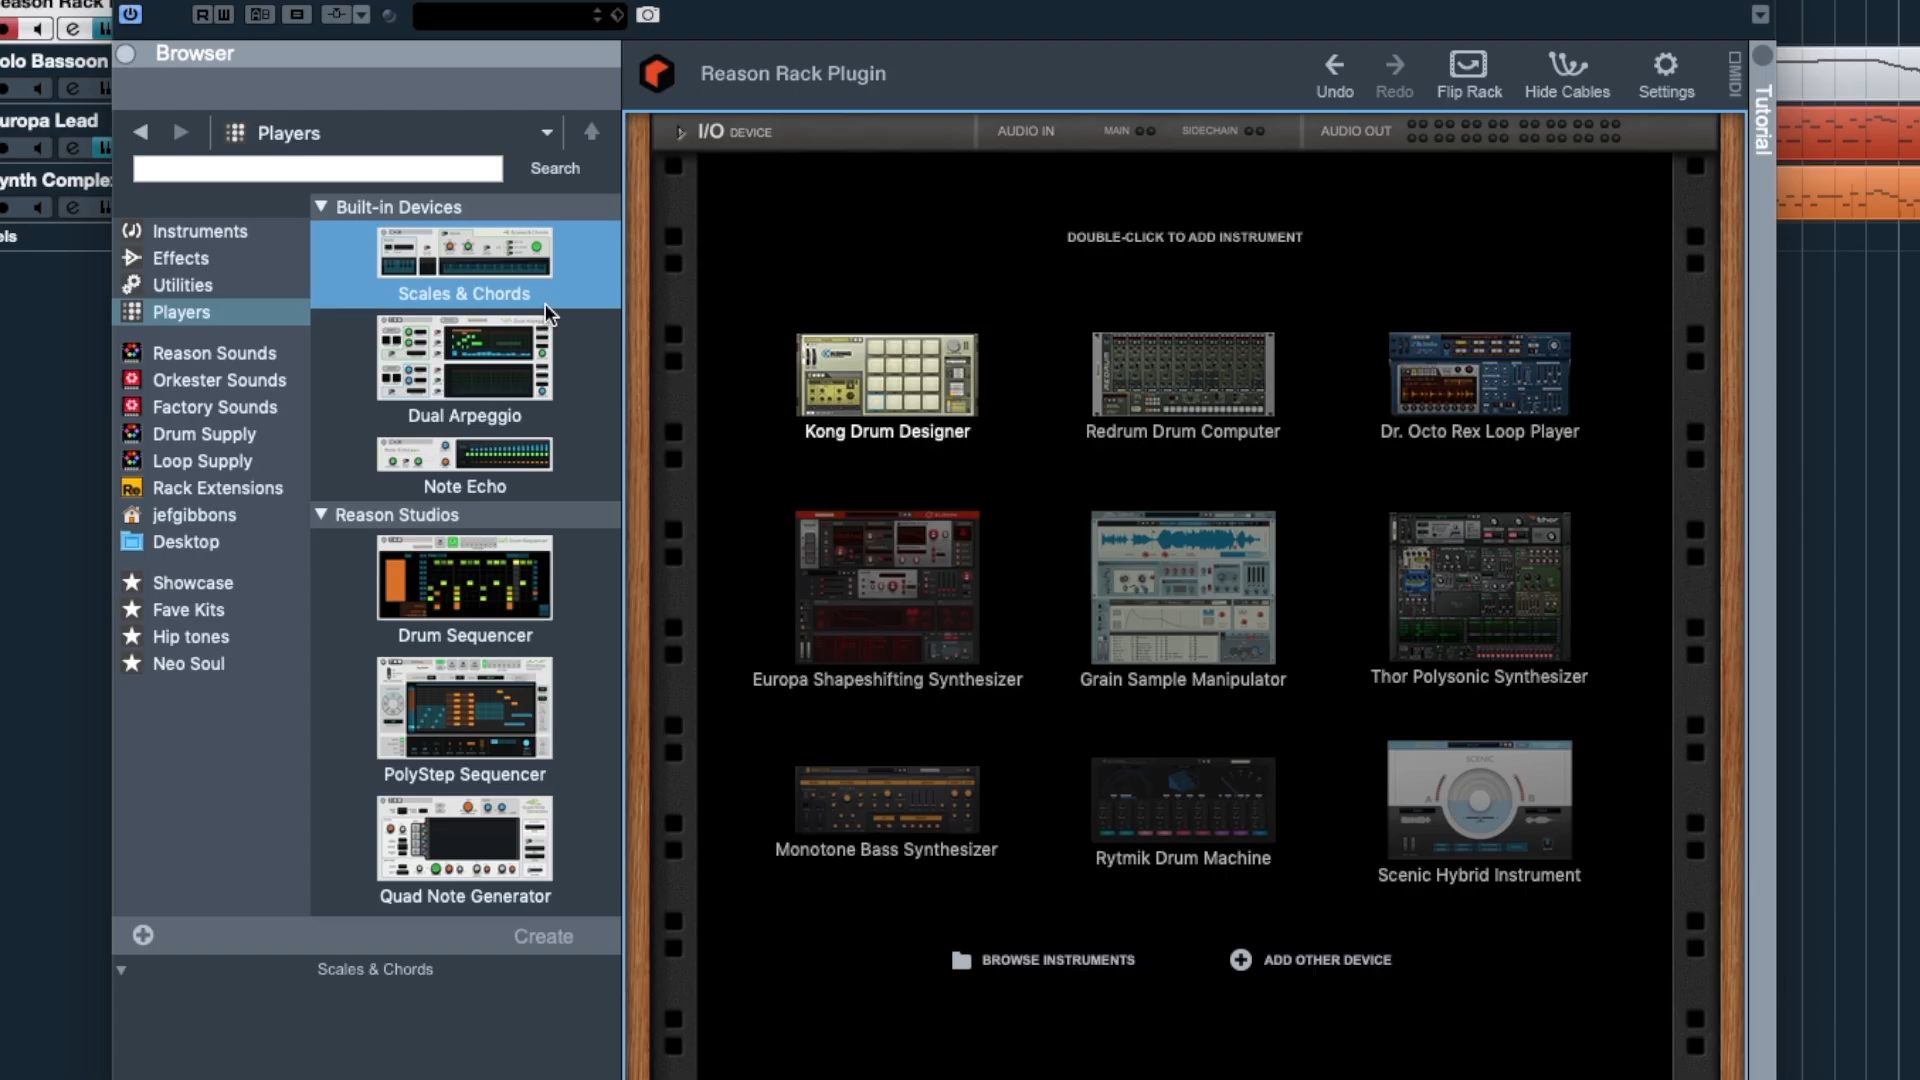 R W
Browser
olo Bassoon
uropa Lead
ynth Comple
els
Players
Search
Instruments
Effects
Utilities
Players
Reason Sounds
Orkester Sounds
Factory Sounds
Drum Supply
Loop Supply
Re Rack Extensions
jefgibbons
Desktop
Showcase
Fave Kits
Hip tones
Neo Soul
Built-in Devices
Scales & Chords
Dual Arpeggio
Note Echo
Reason Studios
Drum Sequencer
PolyStep Sequencer
Quad Note Generator
Create
Scales & Chords
Reason Rack Plugin
Undo
Redo
Flip Rack
Hide Cables
Settings
MIDI
Tutorial
I/O DEVICE
AUDIO IN
MAIN
SIDECHAIN
AUDIO OUT
DOUBLE-CLICK TO ADD INSTRUMENT
Kong Drum Designer
Redrum Drum Computer
Dr. Octo Rex Loop Player
Europa Shapeshifting Synthesizer
Grain Sample Manipulator
Thor Polysonic Synthesizer
Monotone Bass Synthesizer
Rytmik Drum Machine
SCENIC
A
B
Scenic Hybrid Instrument
BROWSE INSTRUMENTS
ADD OTHER DEVICE